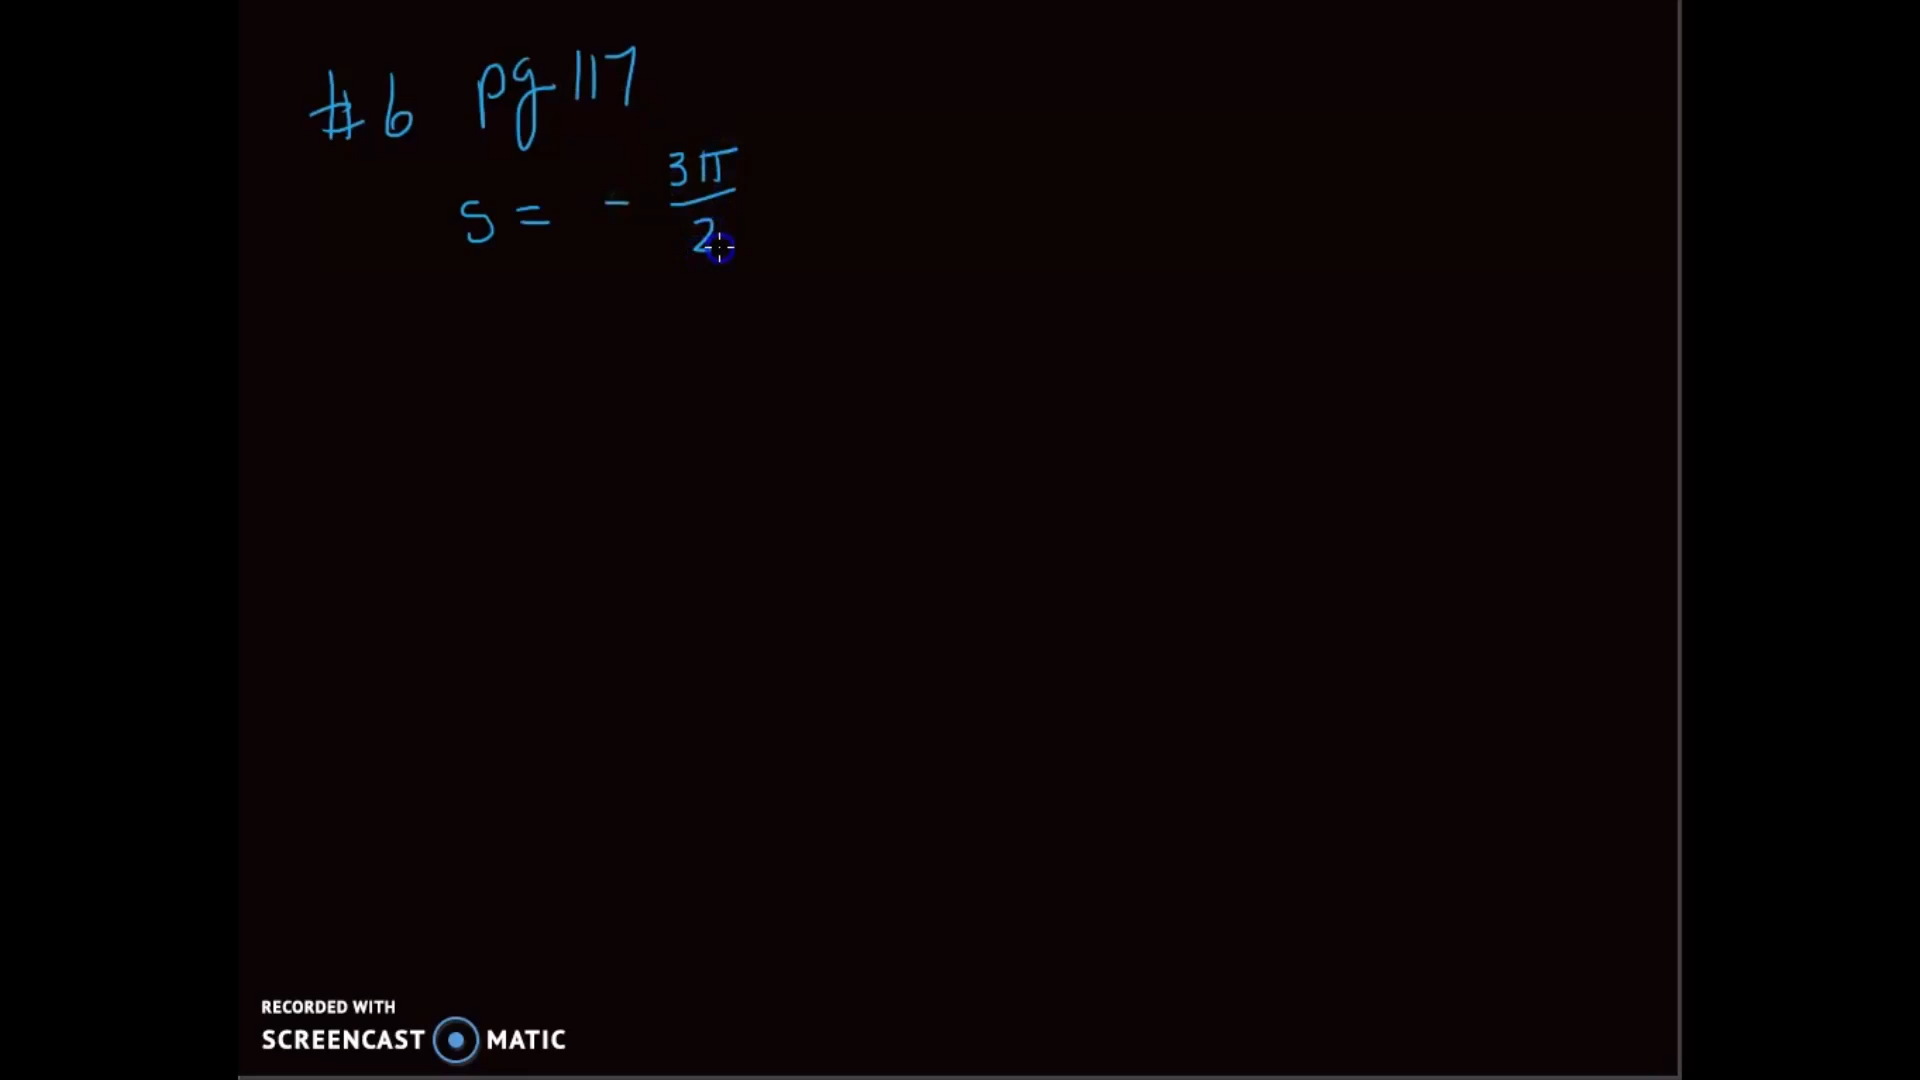 #6 pg 117
s = - 3π/2
RECORDED WITH
SCREENCAST MATIC